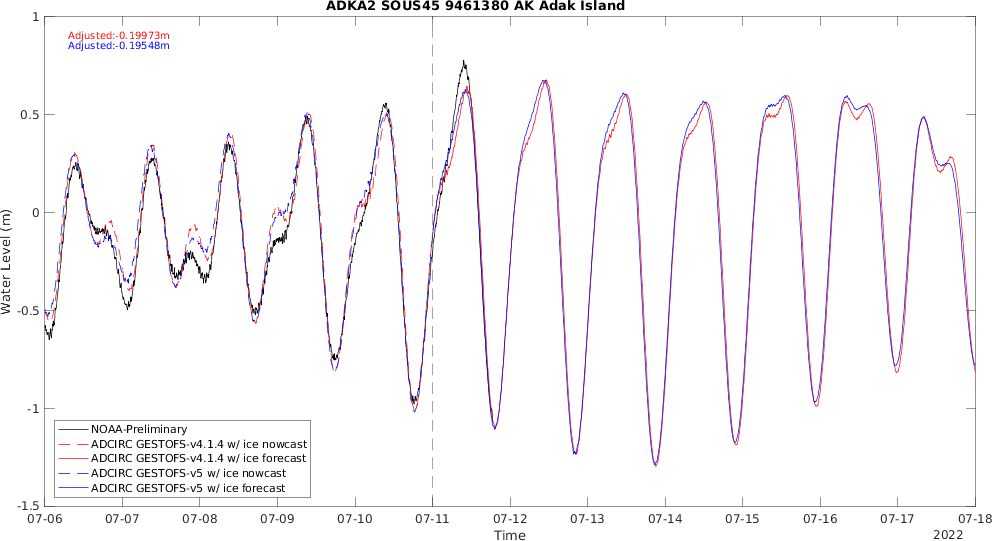 ADKA2 SOUS45 9461380 AK Adak Island
Adjusted:-0.19973m
Adjusted:-0.19548m
Water Level (m)
1
0.5
0
-0.5
-1
-1.5
NOAA-Preliminary
ADCIRC GESTOFS-v4.1.4 w/ ice nowcast
ADCIRC GESTOFS-v4.1.4 w/ ice forecast
ADCIRC GESTOFS-v5 w/ ice nowcast
ADCIRC GESTOFS-v5 w/ ice forecast
07-06 07-07 07-08 07-09 07-10 07-11 07-12 07-13 07-14 07-15 07-16 07-17 07-18
Time
2022